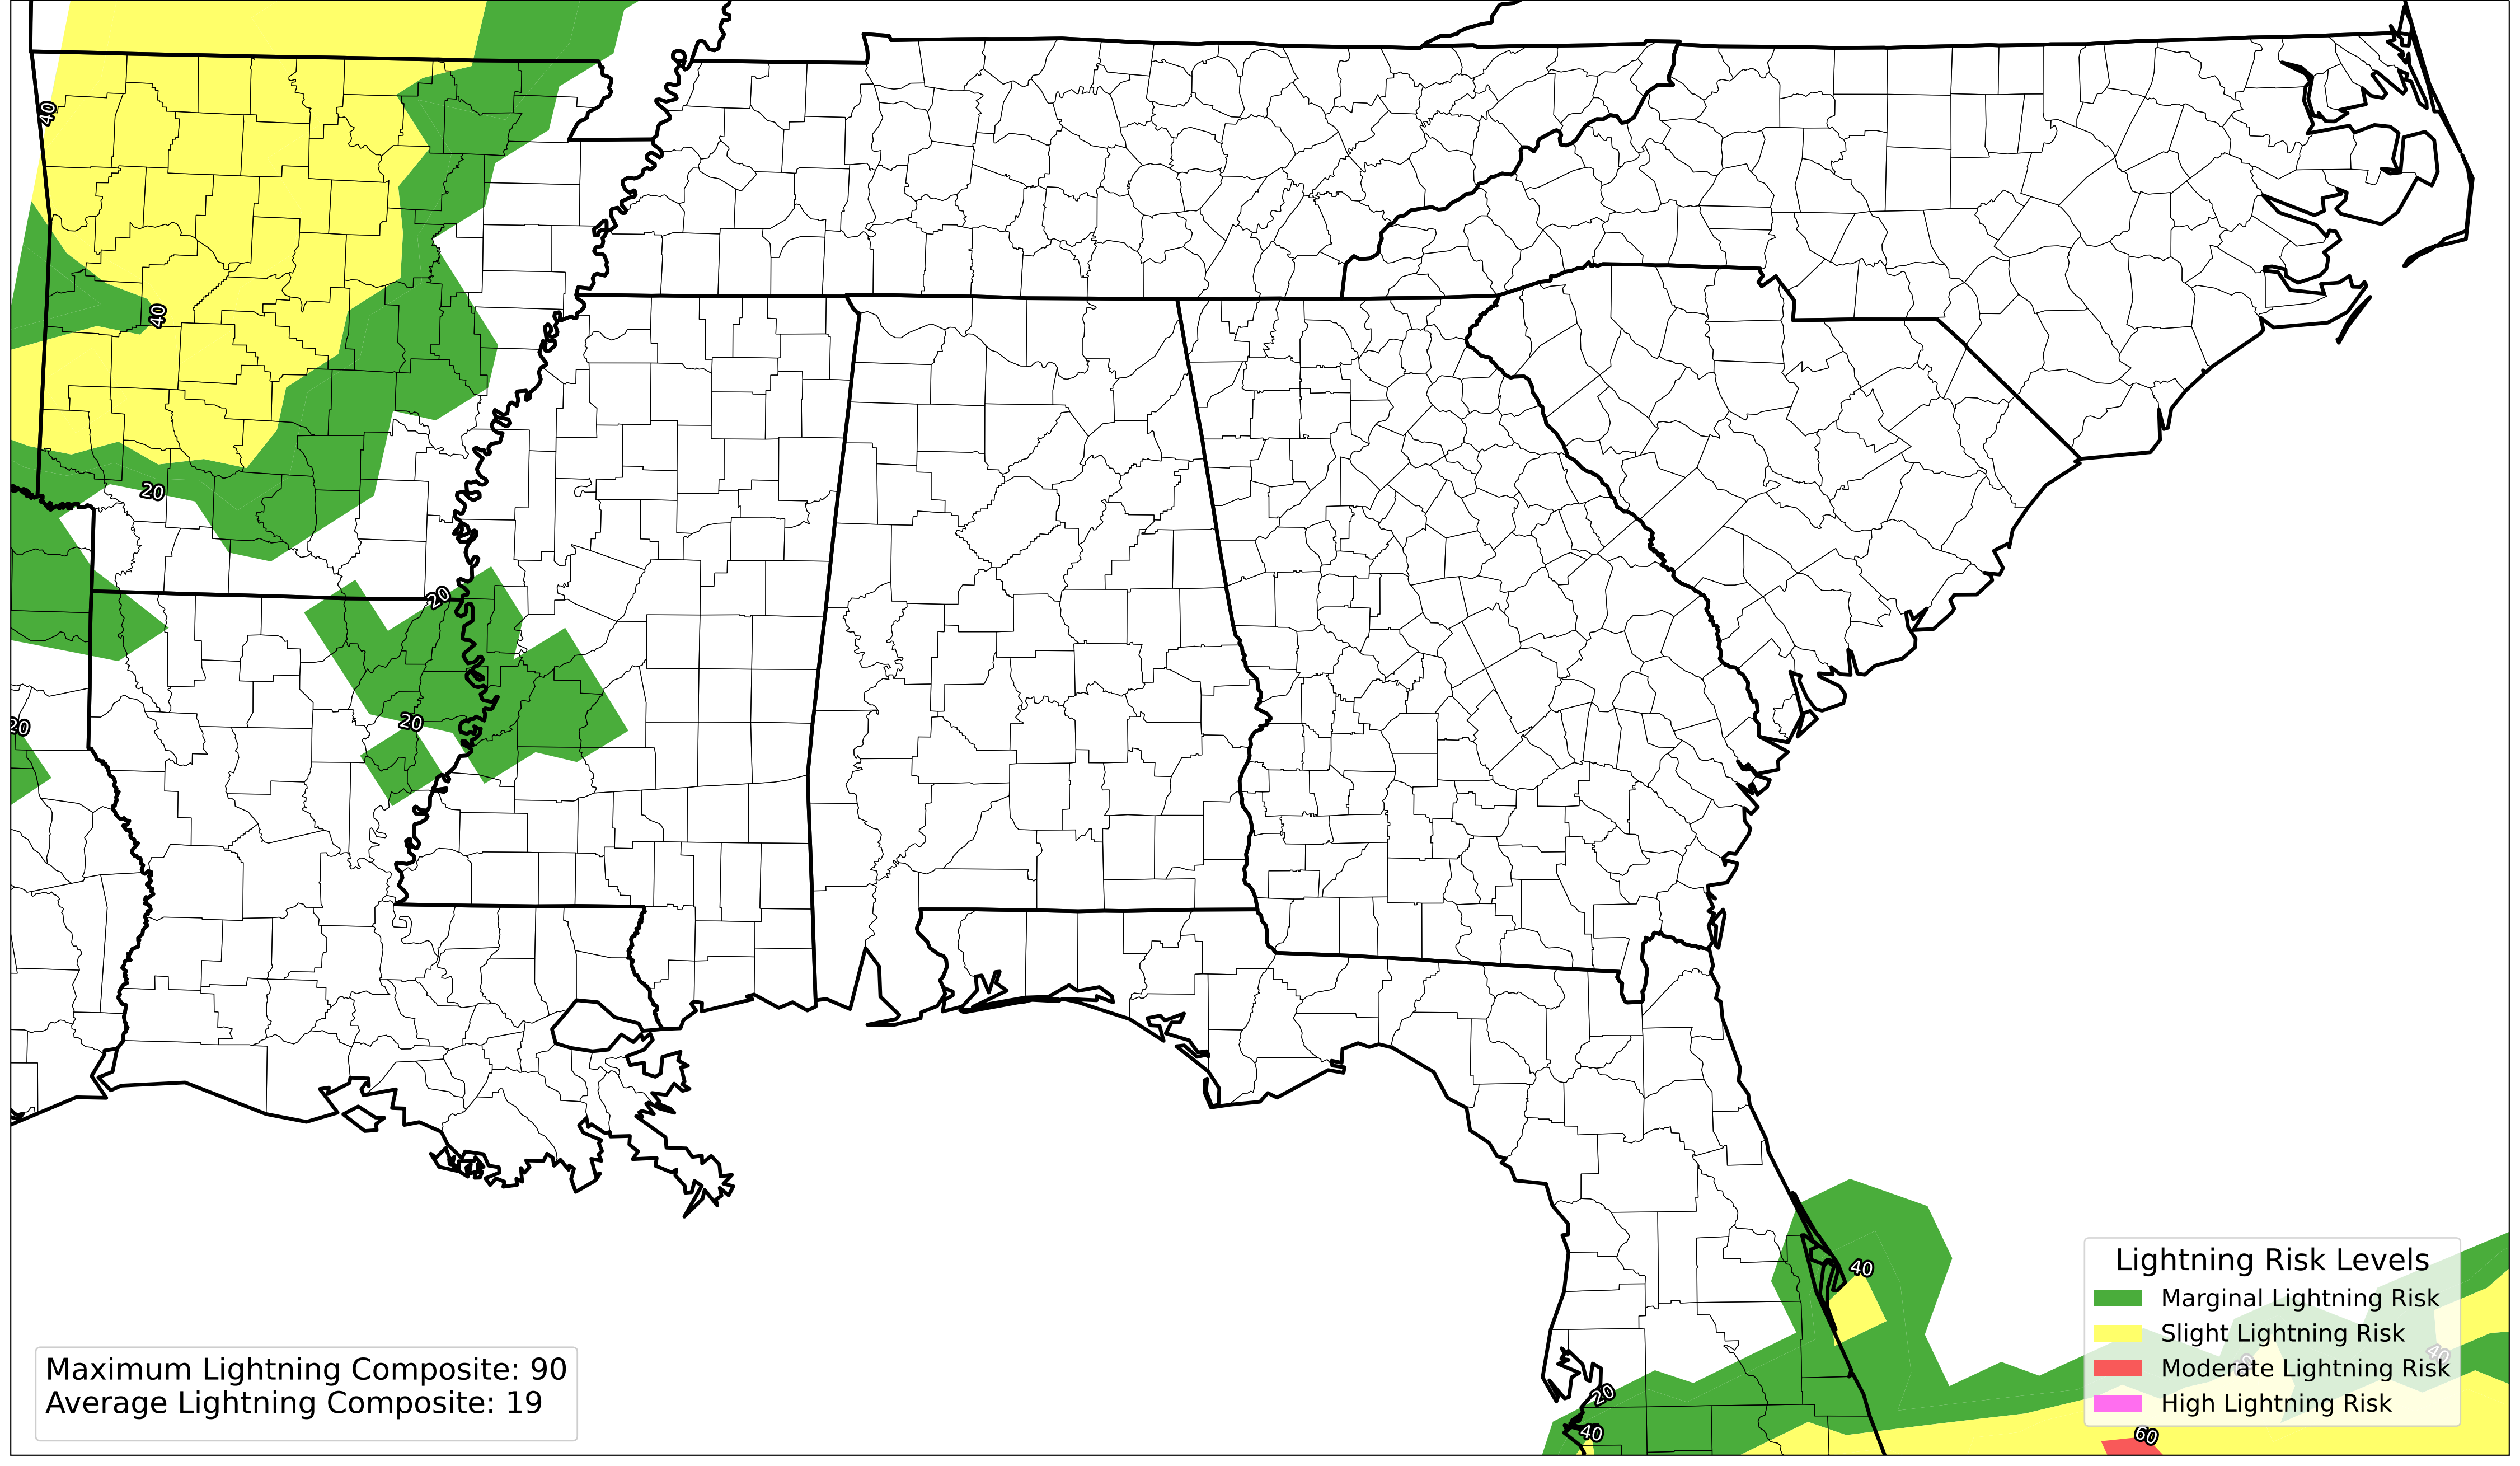 40
40
20
20
20
20
40
Lightning Risk Levels
Marginal Lightning Risk
Slight Lightning Risk
Moderate Lightning Risk
High Lightning Risk
40
Maximum Lightning Composite: 90
Average Lightning Composite: 19
20
40
60